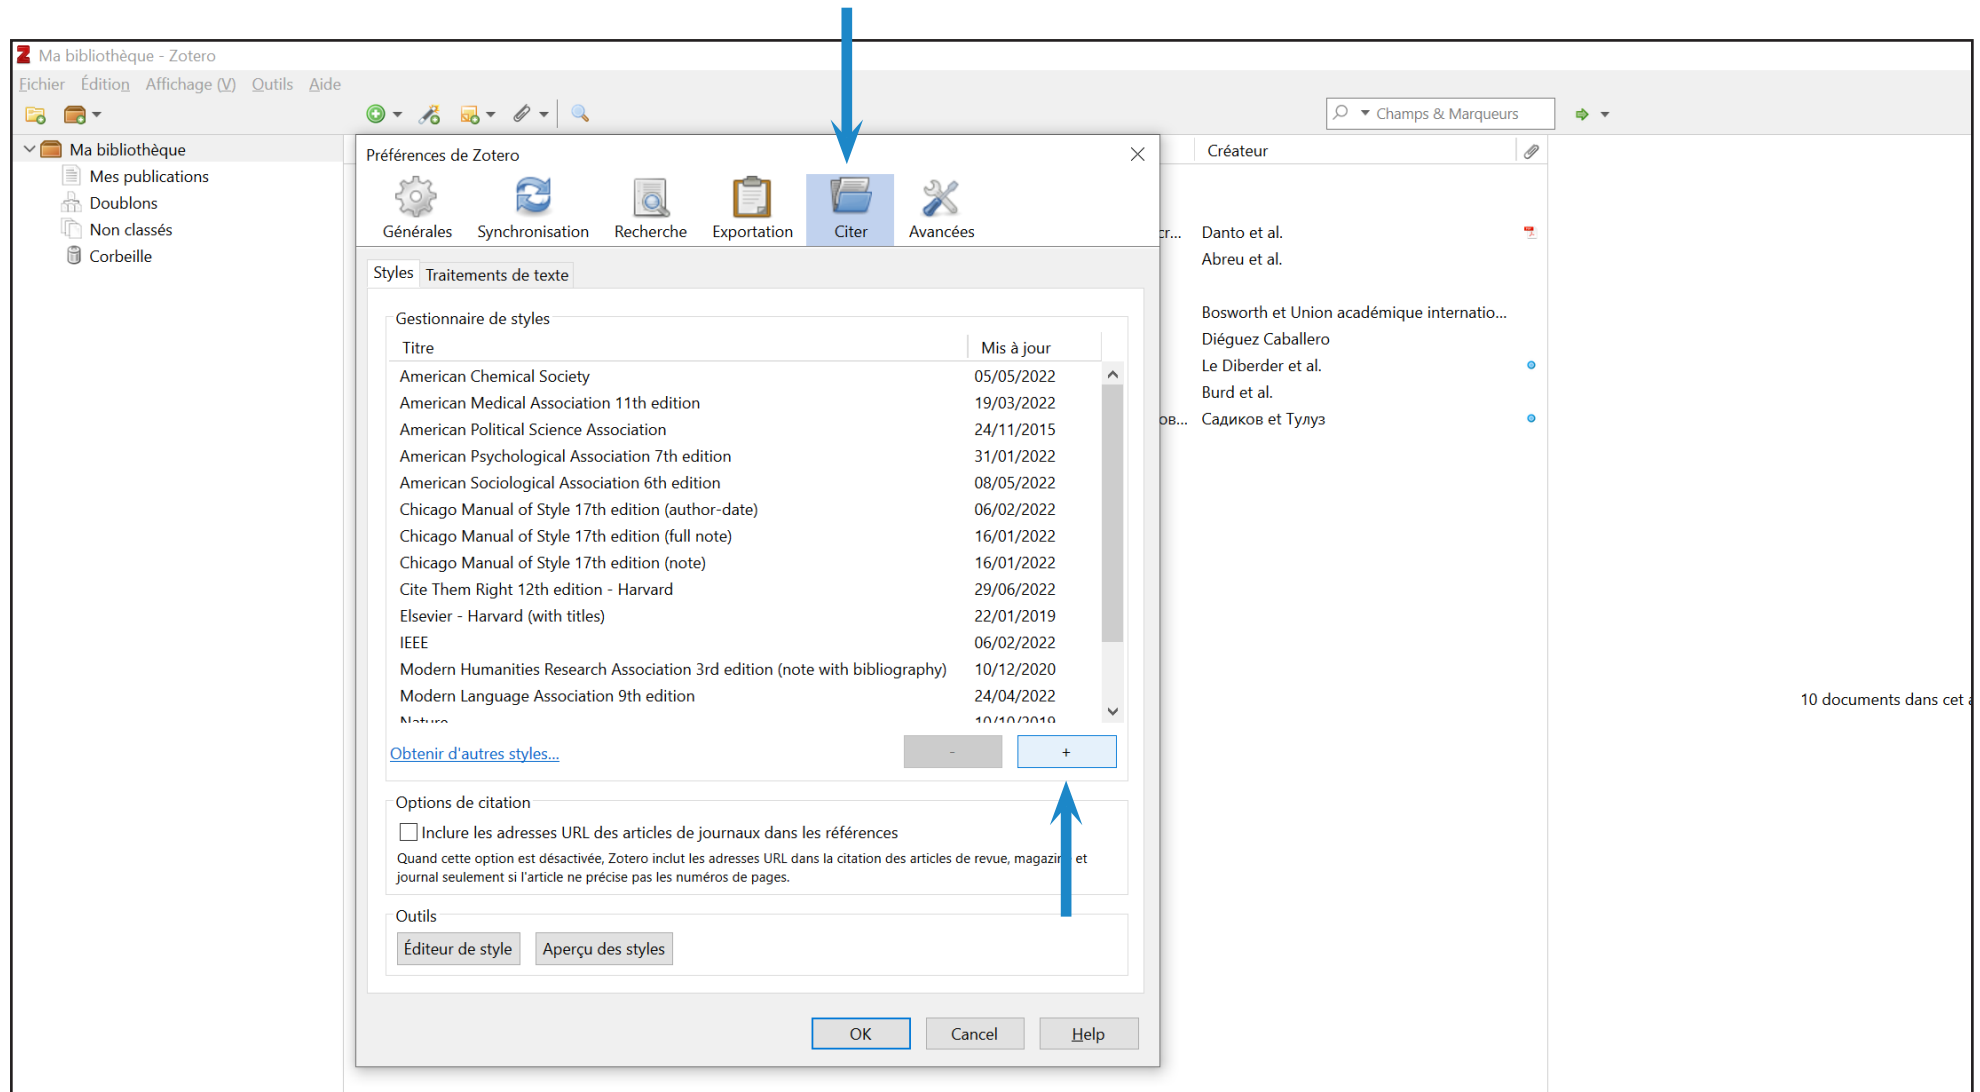 Ma bibliothèque - Zotero
Fichier Édition Affichage (V) Outils Aide
Champs & Marqueurs
Ma bibliothèque
Mes publications
Doublons
Non classés
Corbeille
Préférences de Zotero
Générales Synchronisation Recherche Exportation Citer Avancées
Styles Traitements de texte
Gestionnaire de styles
Titre Mis à jour
American Chemical Society 05/05/2022
American Medical Association 11th edition 19/03/2022
American Political Science Association 24/11/2015
American Psychological Association 7th edition 31/01/2022
American Sociological Association 6th edition 08/05/2022
Chicago Manual of Style 17th edition (author-date) 06/02/2022
Chicago Manual of Style 17th edition (full note) 16/01/2022
Chicago Manual of Style 17th edition (note) 16/01/2022
Cite Them Right 12th edition - Harvard 29/06/2022
Elsevier - Harvard (with titles) 22/01/2019
IEEE 06/02/2022
Modern Humanities Research Association 3rd edition (note with bibliography) 10/12/2020
Modern Language Association 9th edition 24/04/2022
Nature 10/10/2019
Obtenir d'autres styles... - +
Options de citation
Inclure les adresses URL des articles de journaux dans les références
Quand cette option est désactivée, Zotero inclut les adresses URL dans la citation des articles de revue, magazine et
journal seulement si l'article ne précise pas les numéros de pages.
Outils
Éditeur de style Aperçu des styles
OK Cancel Help
Créateur
cr... Danto et al.
Abreu et al.
Bosworth et Union académique internatio...
Diéguez Caballero
Le Diberder et al.
Burd et al.
ов... Садиков et Тулуз
10 documents dans cet